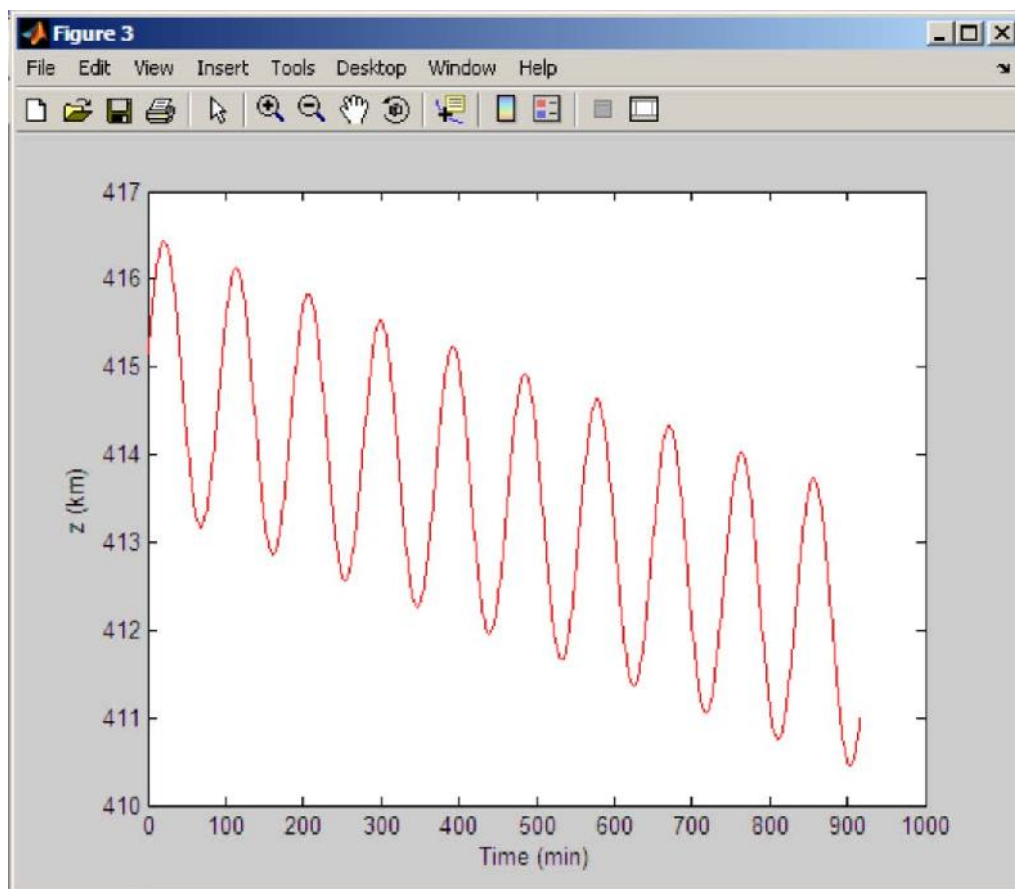 Figure 3
File Edit View Insert Tools Desktop Window Help
417
416
415
414
413
412
411
410
z (km)
0 100 200 300 400 500 600 700 800 900 1000
Time (min)